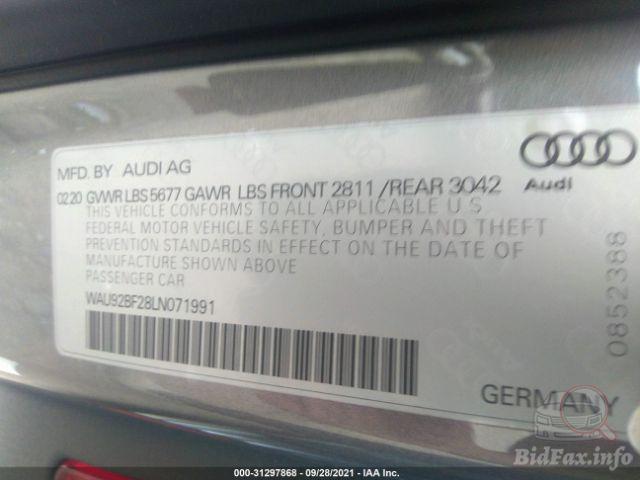 MFD. BY AUDI AG
0220 GVWR LBS 5677 GAWR LBS FRONT 2811 /REAR 3042
Audi
THIS VEHICLE CONFORMS TO ALL APPLICABLE U S
FEDERAL MOTOR VEHICLE SAFETY, BUMPER AND THEFT
PREVENTION STANDARDS IN EFFECT ON THE DATE OF
MANUFACTURE SHOWN ABOVE
PASSENGER CAR
WAU92BF28LN071991
0852388
GERMANY
BidFax.info
000-31297868 - 09/28/2021 - IAA Inc.